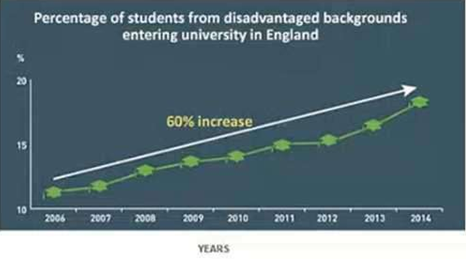 Percentage of students from disadvantaged backgrounds
entering university in England
%
20
60% increase
15
10
2006 2007 2008 2009 2010 2011 2012 2013 2014
YEARS